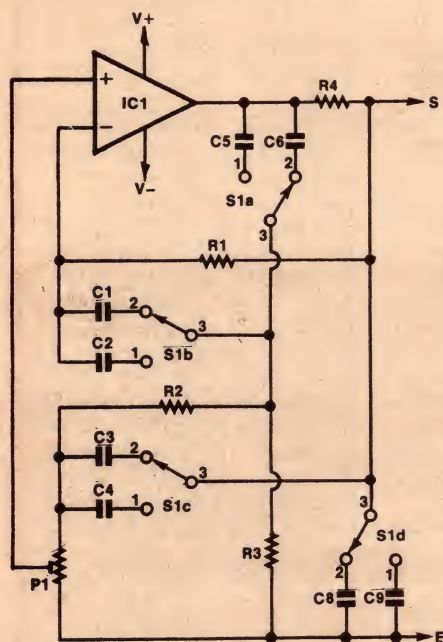 V+
+
IC1
−
V−
R4
S
C5
C6
1
2
S1a
3
R1
C1
2
3
S1b
C2
1
R2
C3
2
3
C4
1
S1c
R3
3
S1d
2
1
P1
C8
C9
E